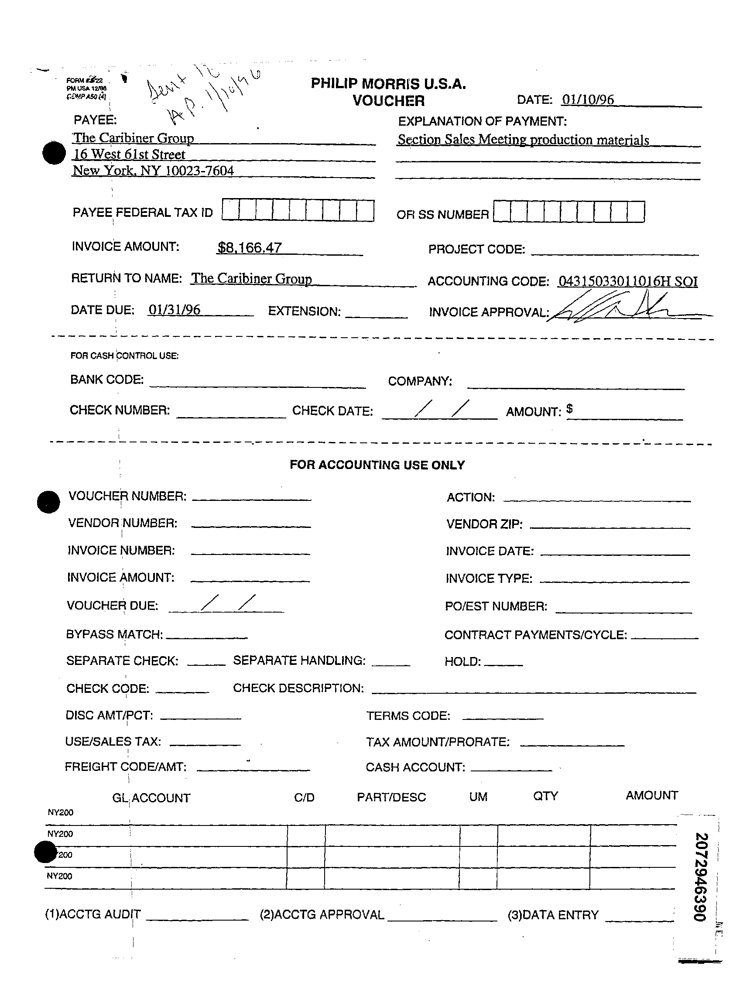 FORM 6822
PM USA 12/95
Sent to
A.P. 1/10/96
PHILIP MORRIS U.S.A.
VOUCHER
DATE: 01/10/96
PAYEE:
EXPLANATION OF PAYMENT:
The Caribiner Group
Section Sales Meeting production materials
16 West 61st Street
New York, NY 10023-7604
PAYEE FEDERAL TAX ID
OR SS NUMBER
INVOICE AMOUNT: $8,166.47
PROJECT CODE:
RETURN TO NAME: The Caribiner Group
ACCOUNTING CODE: 04315033011016H SOI
DATE DUE: 01/31/96 EXTENSION:
INVOICE APPROVAL:
FOR CASH CONTROL USE:
BANK CODE: COMPANY:
CHECK NUMBER: CHECK DATE: / / AMOUNT: $
FOR ACCOUNTING USE ONLY
VOUCHER NUMBER: ACTION:
VENDOR NUMBER: VENDOR ZIP:
INVOICE NUMBER: INVOICE DATE:
INVOICE AMOUNT: INVOICE TYPE:
VOUCHER DUE: / / PO/EST NUMBER:
BYPASS MATCH: CONTRACT PAYMENTS/CYCLE:
SEPARATE CHECK: SEPARATE HANDLING: HOLD:
CHECK CODE: CHECK DESCRIPTION:
DISC AMT/PCT: TERMS CODE:
USE/SALES TAX: TAX AMOUNT/PRORATE:
FREIGHT CODE/AMT: CASH ACCOUNT:
GL ACCOUNT C/D PART/DESC UM QTY AMOUNT
NY200
NY200
200
NY200
(1)ACCTG AUDIT (2)ACCTG APPROVAL (3)DATA ENTRY
2072946390